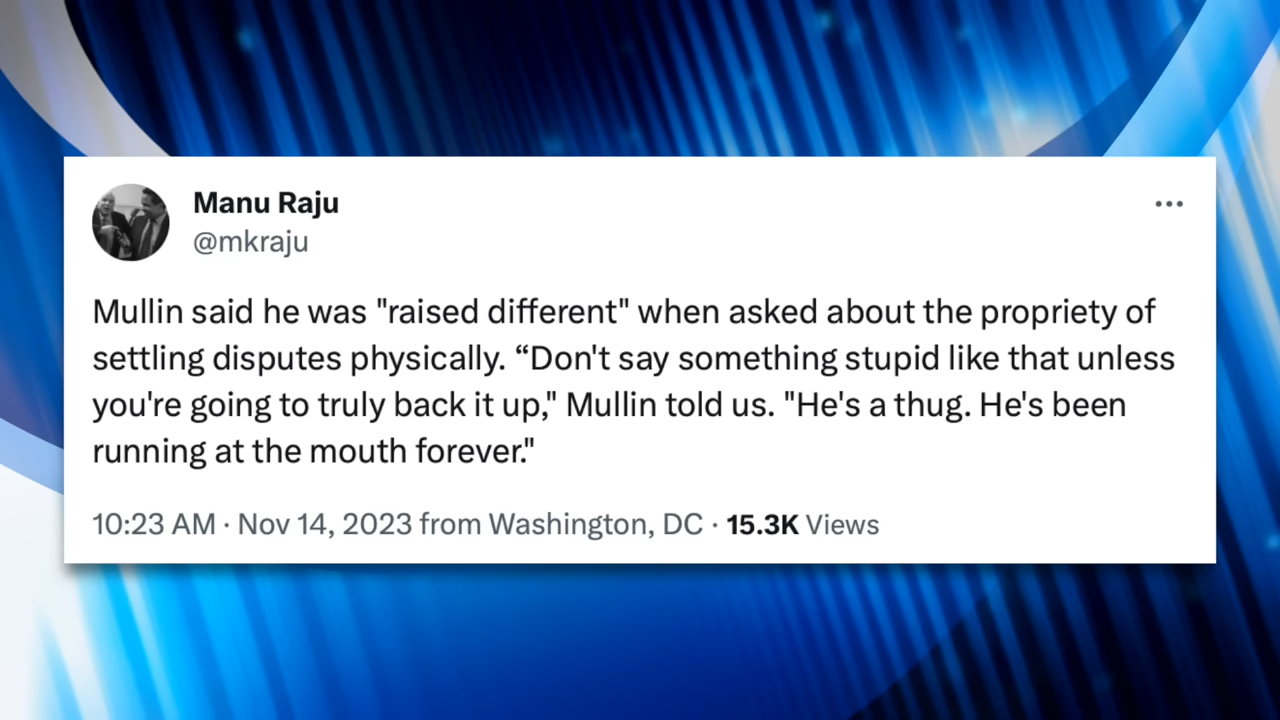 Manu Raju
@mkraju
Mullin said he was "raised different" when asked about the propriety of
settling disputes physically. “Don't say something stupid like that unless
you're going to truly back it up," Mullin told us. "He's a thug. He's been
running at the mouth forever."
10:23 AM · Nov 14, 2023 from Washington, DC · 15.3K Views